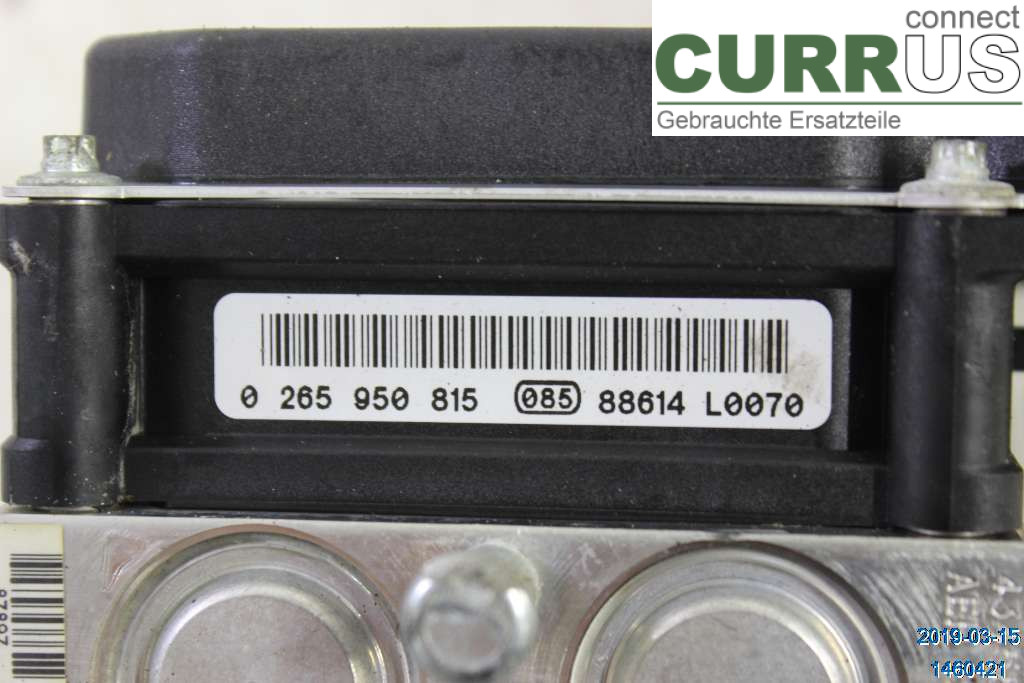 connect
CURRUS
Gebrauchte Ersatzteile
0 265 950 815 085 88614 L0070
2019-03-15
1460421